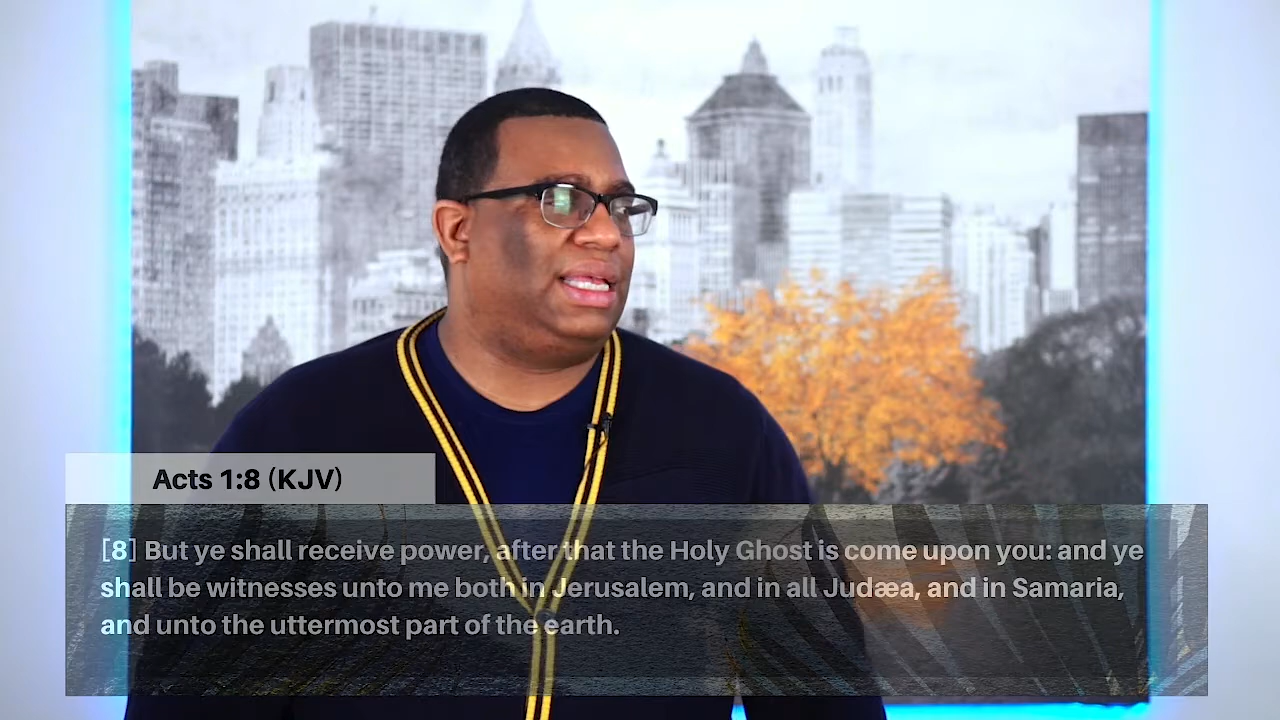 Acts 1:8 (KJV)
[8] But ye shall receive power, after that the Holy Ghost is come upon you: and ye
shall be witnesses unto me both in Jerusalem, and in all Judæa, and in Samaria,
and unto the uttermost part of the earth.